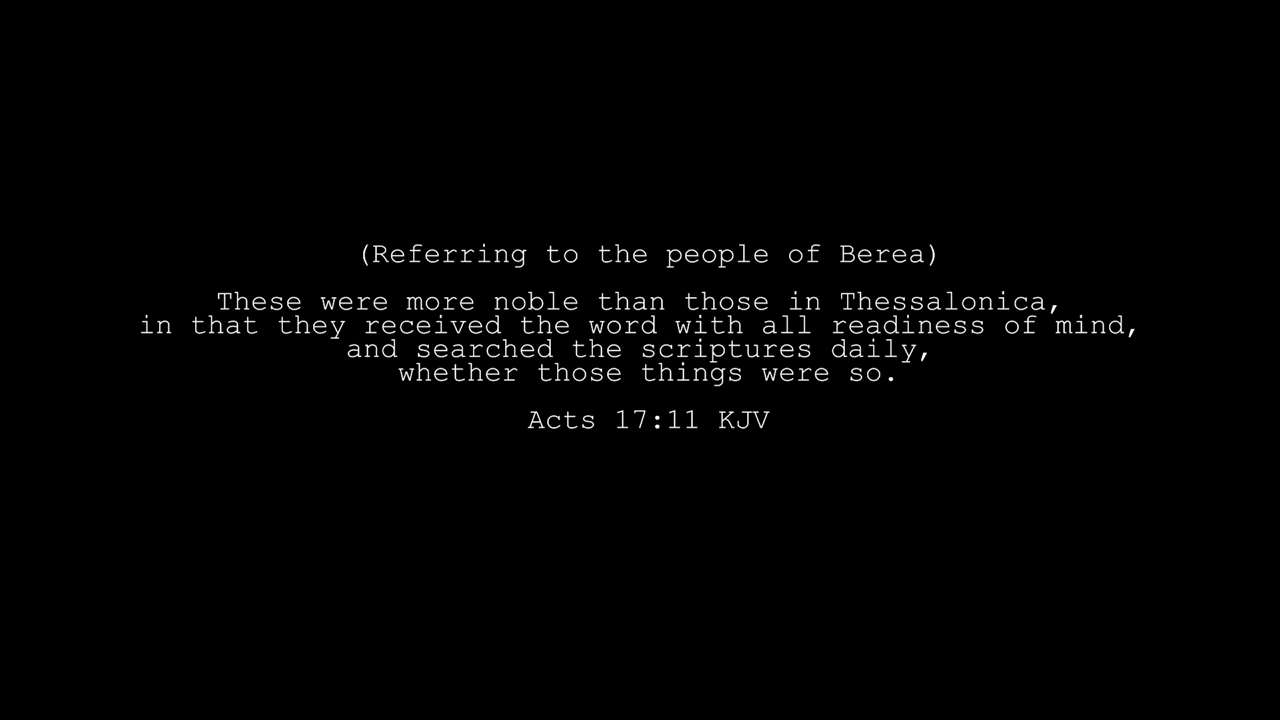 (Referring to the people of Berea)
These were more noble than those in Thessalonica,
in that they received the word with all readiness of mind,
and searched the scriptures daily,
whether those things were so.
Acts 17:11 KJV